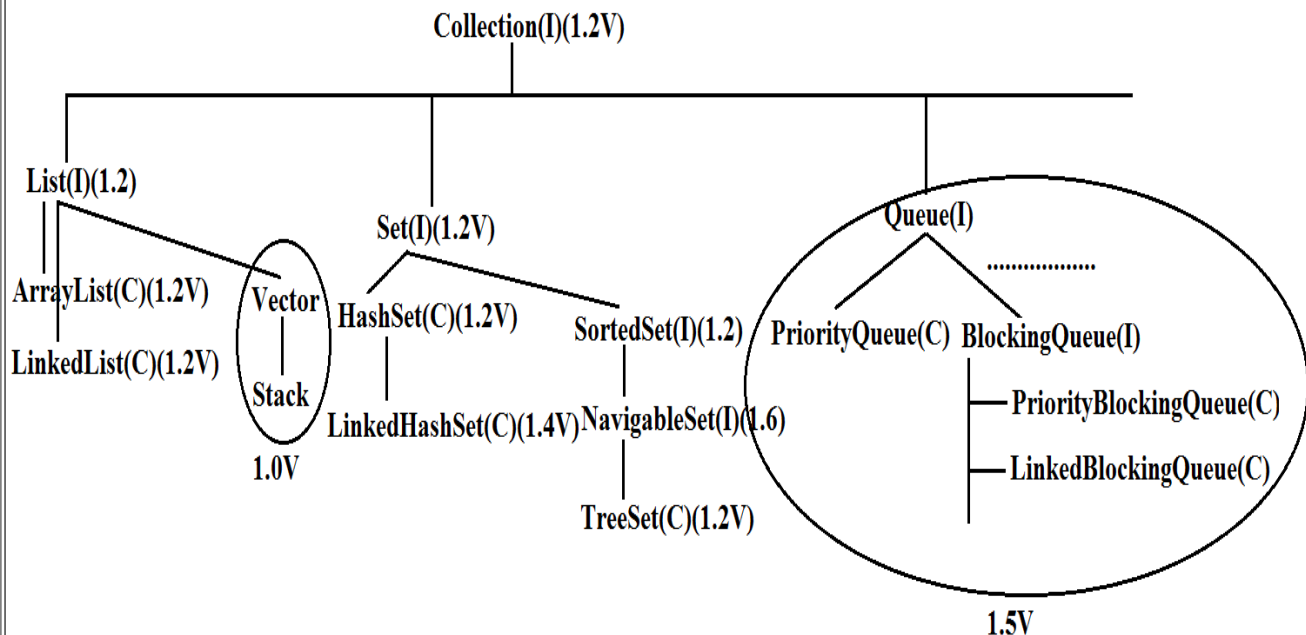 Collection(I)(1.2V)
List(I)(1.2)
ArrayList(C)(1.2V)
LinkedList(C)(1.2V)
Vector
Stack
1.0V
Set(I)(1.2V)
HashSet(C)(1.2V)
LinkedHashSet(C)(1.4V)
SortedSet(I)(1.2)
NavigableSet(I)(1.6)
TreeSet(C)(1.2V)
Queue(I)
..................
PriorityQueue(C)
BlockingQueue(I)
PriorityBlockingQueue(C)
LinkedBlockingQueue(C)
1.5V